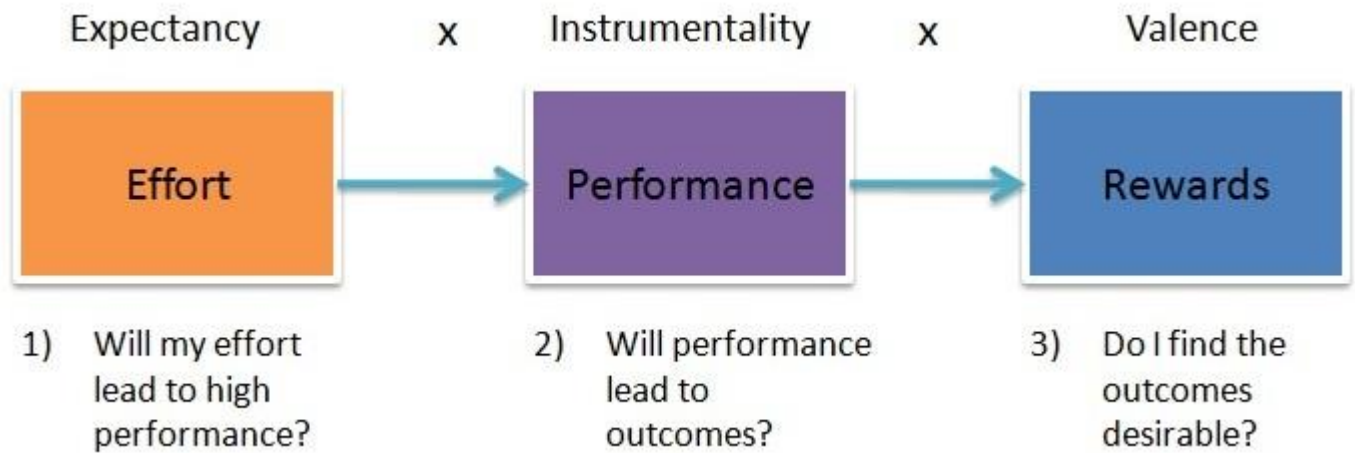 Expectancy x Instrumentality x Valence
Effort
Performance
Rewards
1) Will my effort
lead to high
performance?
2) Will performance
lead to
outcomes?
3) Do I find the
outcomes
desirable?